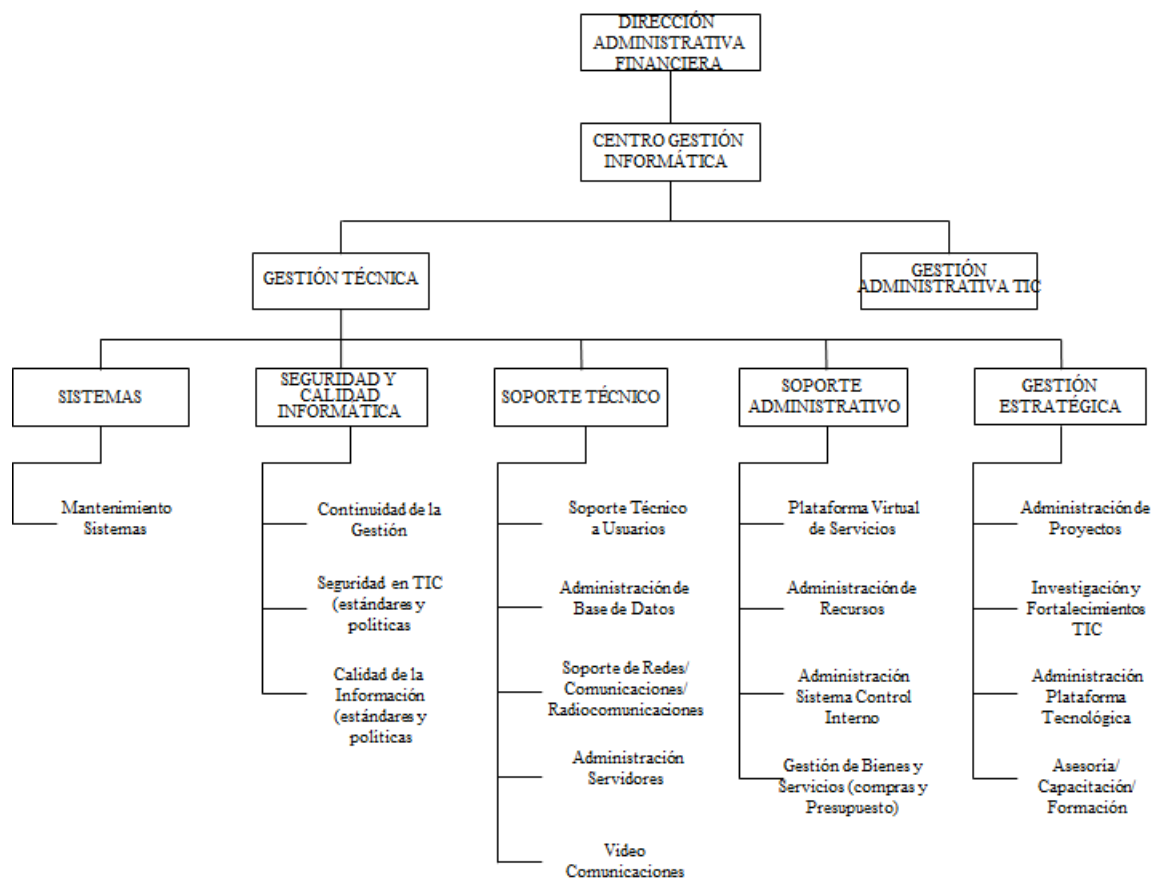 DIRECCIÓN
ADMINISTRATIVA
FINANCIERA
CENTRO GESTIÓN
INFORMÁTICA
GESTIÓN TÉCNICA
GESTIÓN
ADMINISTRATIVA TIC
SISTEMAS
SEGURIDAD Y
CALIDAD
INFORMATICA
SOPORTE TÉCNICO
SOPORTE
ADMINISTRATIVO
GESTIÓN
ESTRATÉGICA
Mantenimiento
Sistemas
Continuidad de la
Gestión
Seguridad en TIC
(estándares y
politicas
Calidad de la
Información
(estándares y
politicas
Soporte Técnico
a Usuarios
Administración de
Base de Datos
Soporte de Redes/
Comunicaciones/
Radiocomunicaciones
Administración
Servidores
Video
Comunicaciones
Plataforma Virtual
de Servicios
Administración de
Recursos
Administración
Sistema Control
Interno
Gestión de Bienes y
Servicios (compras y
Presupuesto)
Administración de
Proyectos
Investigación y
Fortalecimientos
TIC
Administración
Plataforma
Tecnológica
Asesoria/
Capacitación/
Formación